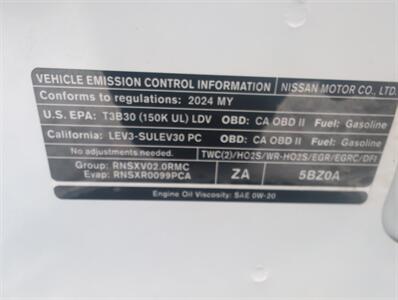 VEHICLE EMISSION CONTROL INFORMATION NISSAN MOTOR CO., LTD.
Conforms to regulations: 2024 MY
U.S. EPA: T3B30 (150K UL) LDV OBD: CA OBD II Fuel: Gasoline
California: LEV3-SULEV30 PC OBD: CA OBD II Fuel: Gasoline
No adjustments needed. TWC(2)/HO2S/WR-HO2S/EGR/EGRC/DFI
Group: RNSXV02.0RMC
Evap: RNSXR0099PCA ZA 5BZ0A
Engine Oil Viscosity: SAE 0W-20